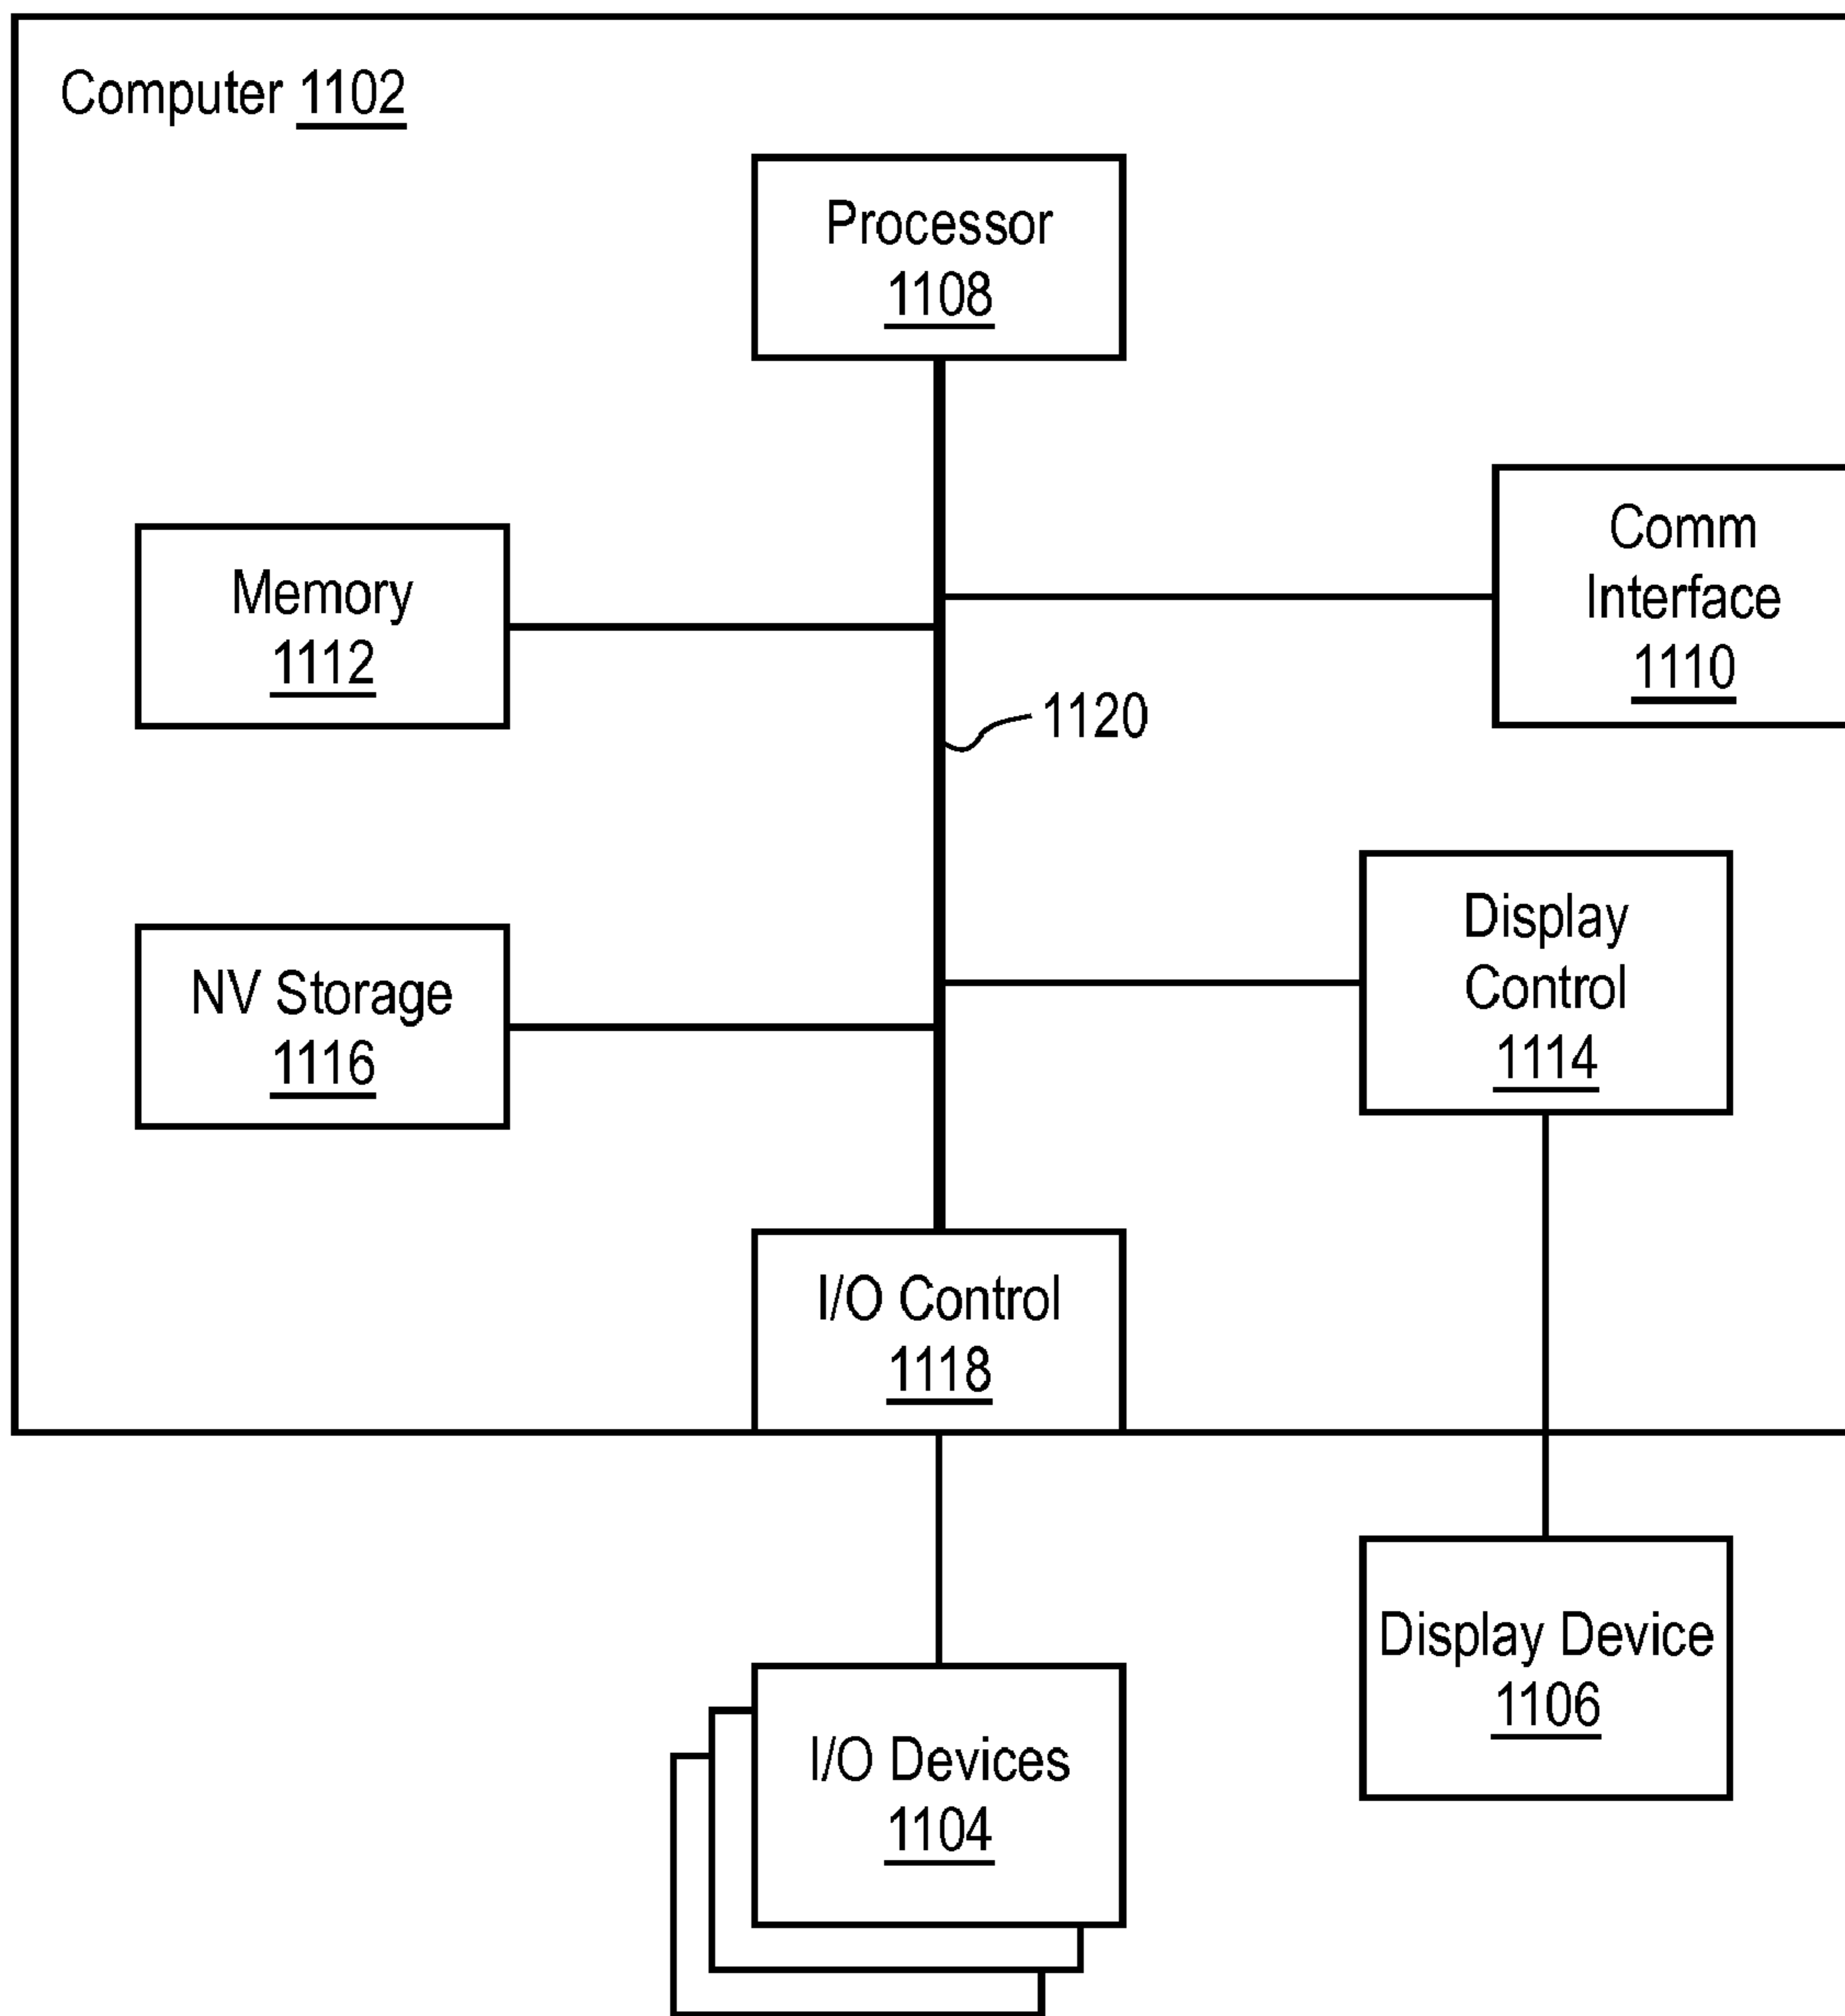 Computer 1102
Processor
1108
Comm
Interface
1110
Memory
1112
1120
Display
Control
1114
NV Storage
1116
I/O Control
1118
Display Device
1106
I/O Devices
1104